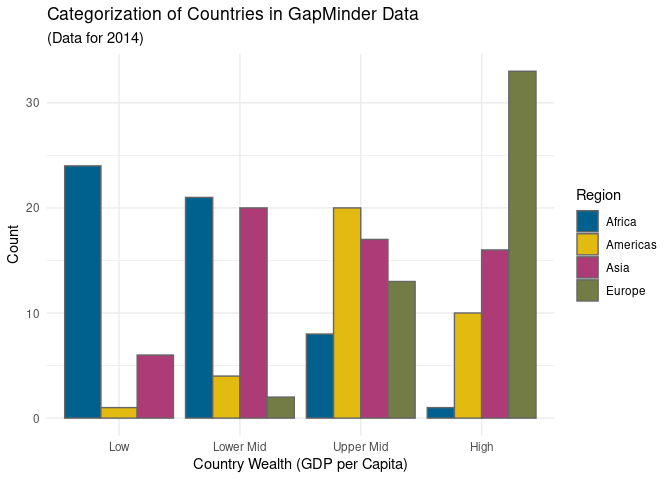 Categorization of Countries in GapMinder Data
(Data for 2014)
Count
30
20
10
0
Low Lower Mid Upper Mid High
Country Wealth (GDP per Capita)
Region
Africa
Americas
Asia
Europe